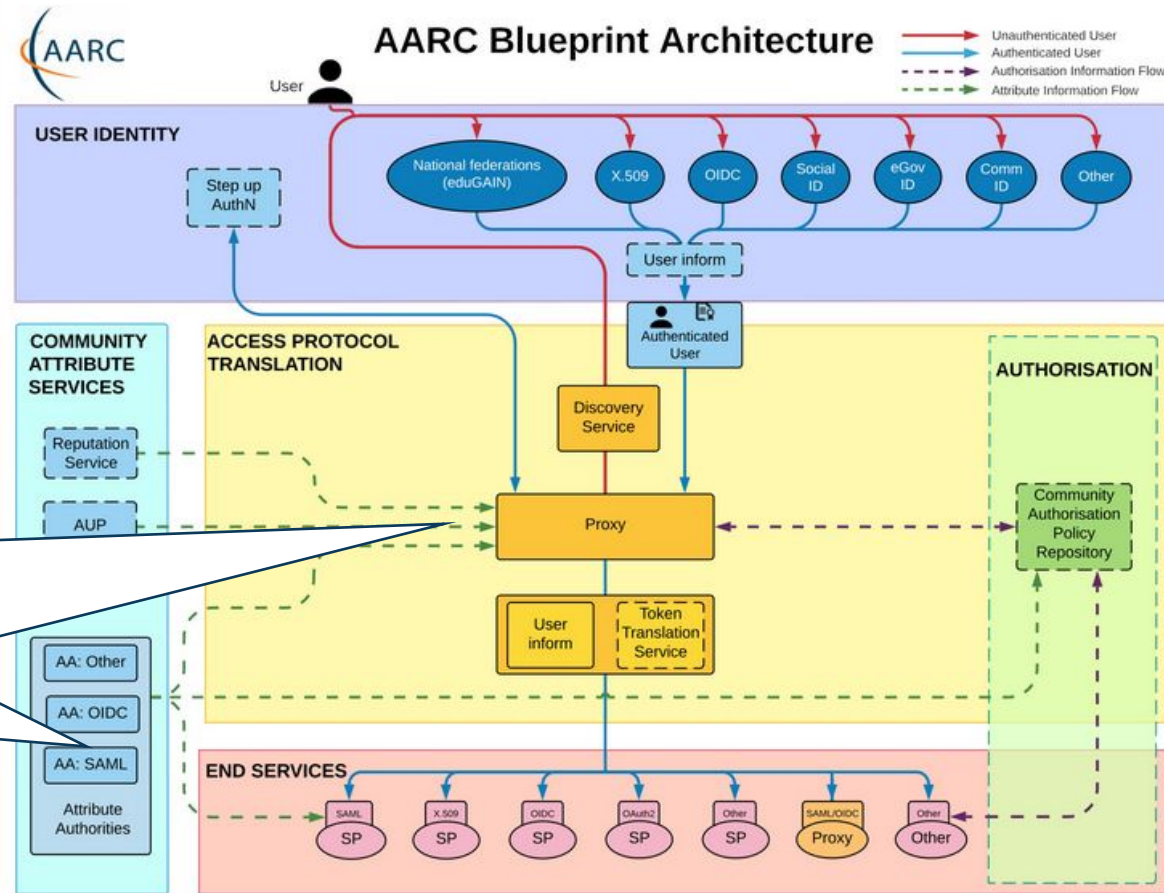 AARC
AARC Blueprint Architecture
Unauthenticated User
Authenticated User
Authorisation Information Flow
Attribute Information Flow
User
USER IDENTITY
Step up
AuthN
National federations
(eduGAIN)
X.509
OIDC
Social
ID
eGov
ID
Comm
ID
Other
User inform
Authenticated
User
COMMUNITY
ATTRIBUTE
SERVICES
ACCESS PROTOCOL
TRANSLATION
AUTHORISATION
Discovery
Service
Reputation
Service
AUP
Proxy
Community
Authorisation
Policy
Repository
User
inform
Token
Translation
Service
AA: Other
AA: OIDC
AA: SAML
Attribute
Authorities
END SERVICES
SAML
SP
X.509
SP
OIDC
SP
OAuth2
SP
Other
SP
SAML/OIDC
Proxy
Other
Other